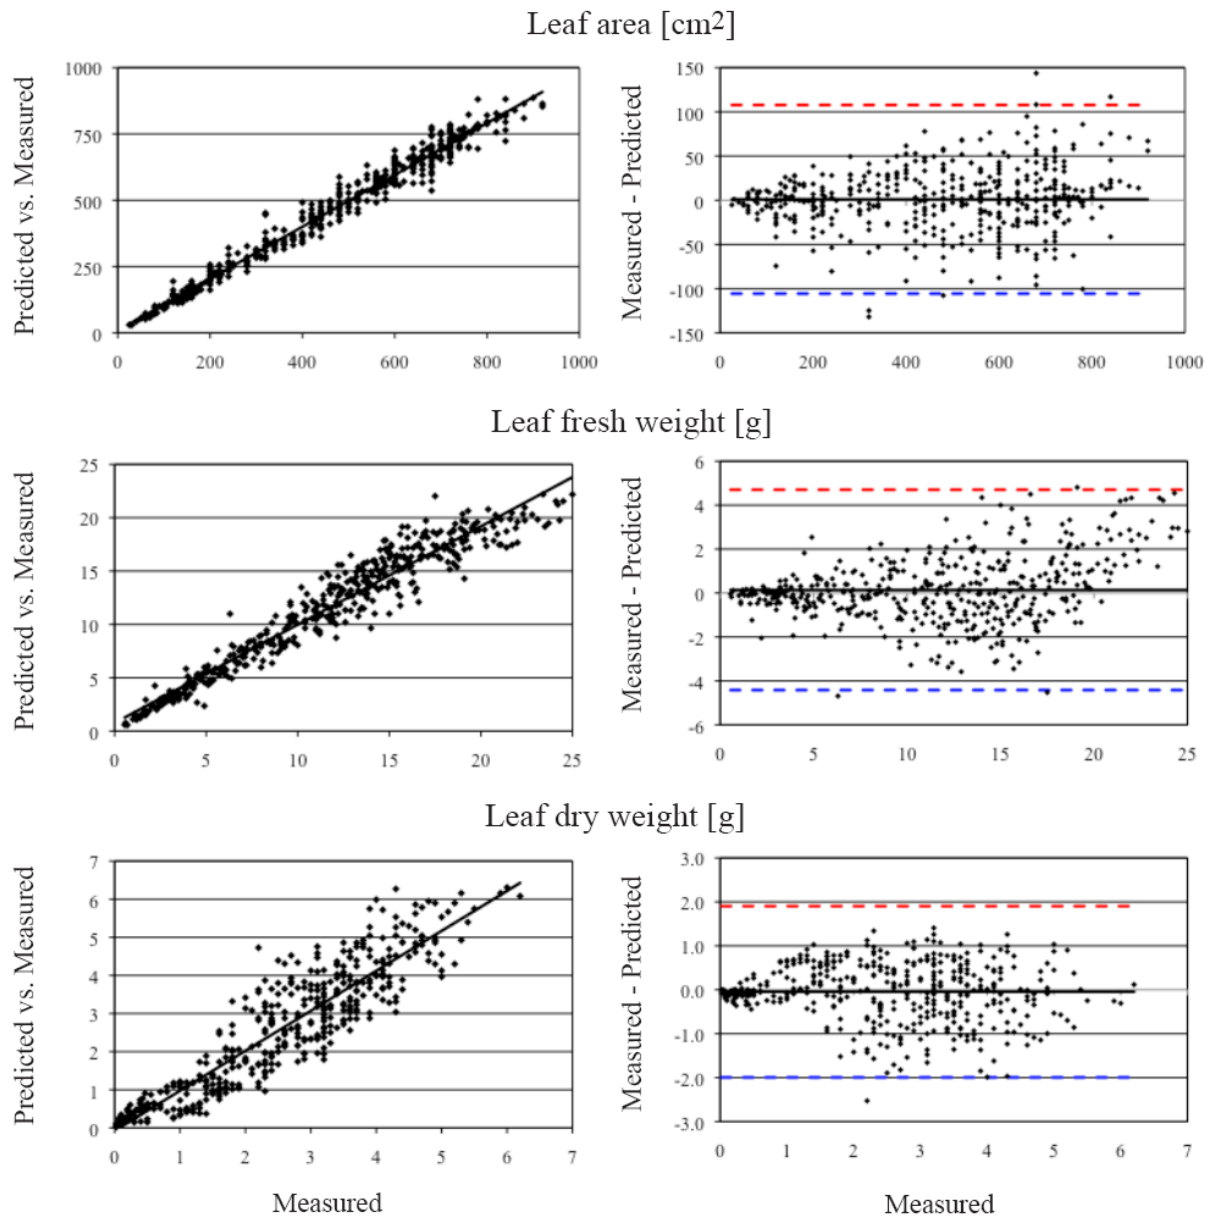 Leaf area [cm2]
Predicted vs. Measured
1000
750
500
250
0
0 200 400 600 800 1000
Measured - Predicted
150
100
50
0
-50
-100
-150
0 200 400 600 800 1000
Leaf fresh weight [g]
Predicted vs. Measured
25
20
15
10
5
0
0 5 10 15 20 25
Measured - Predicted
6
4
2
0
-2
-4
-6
0 5 10 15 20 25
Leaf dry weight [g]
Predicted vs. Measured
7
6
5
4
3
2
1
0
0 1 2 3 4 5 6 7
Measured
Measured - Predicted
3.0
2.0
1.0
0.0
-1.0
-2.0
-3.0
0 1 2 3 4 5 6 7
Measured